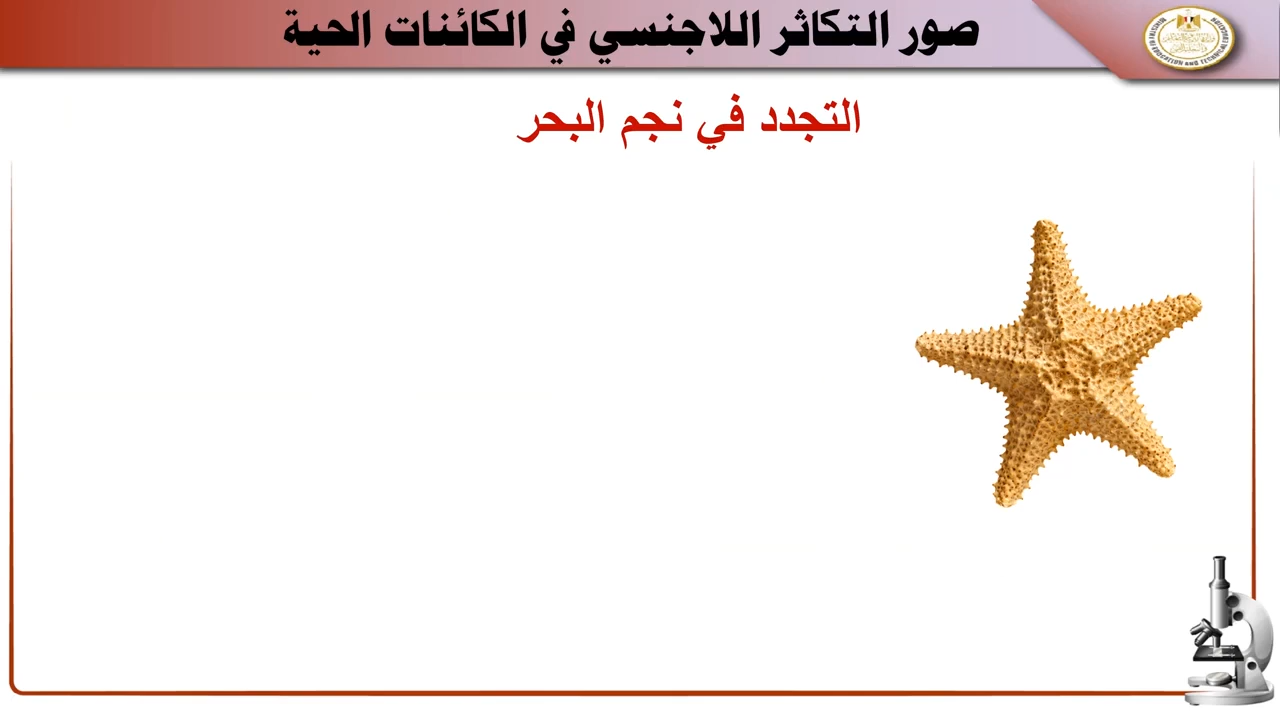 صور التكاثر اللاجنسي في الكائنات الحية
التجدد في نجم البحر